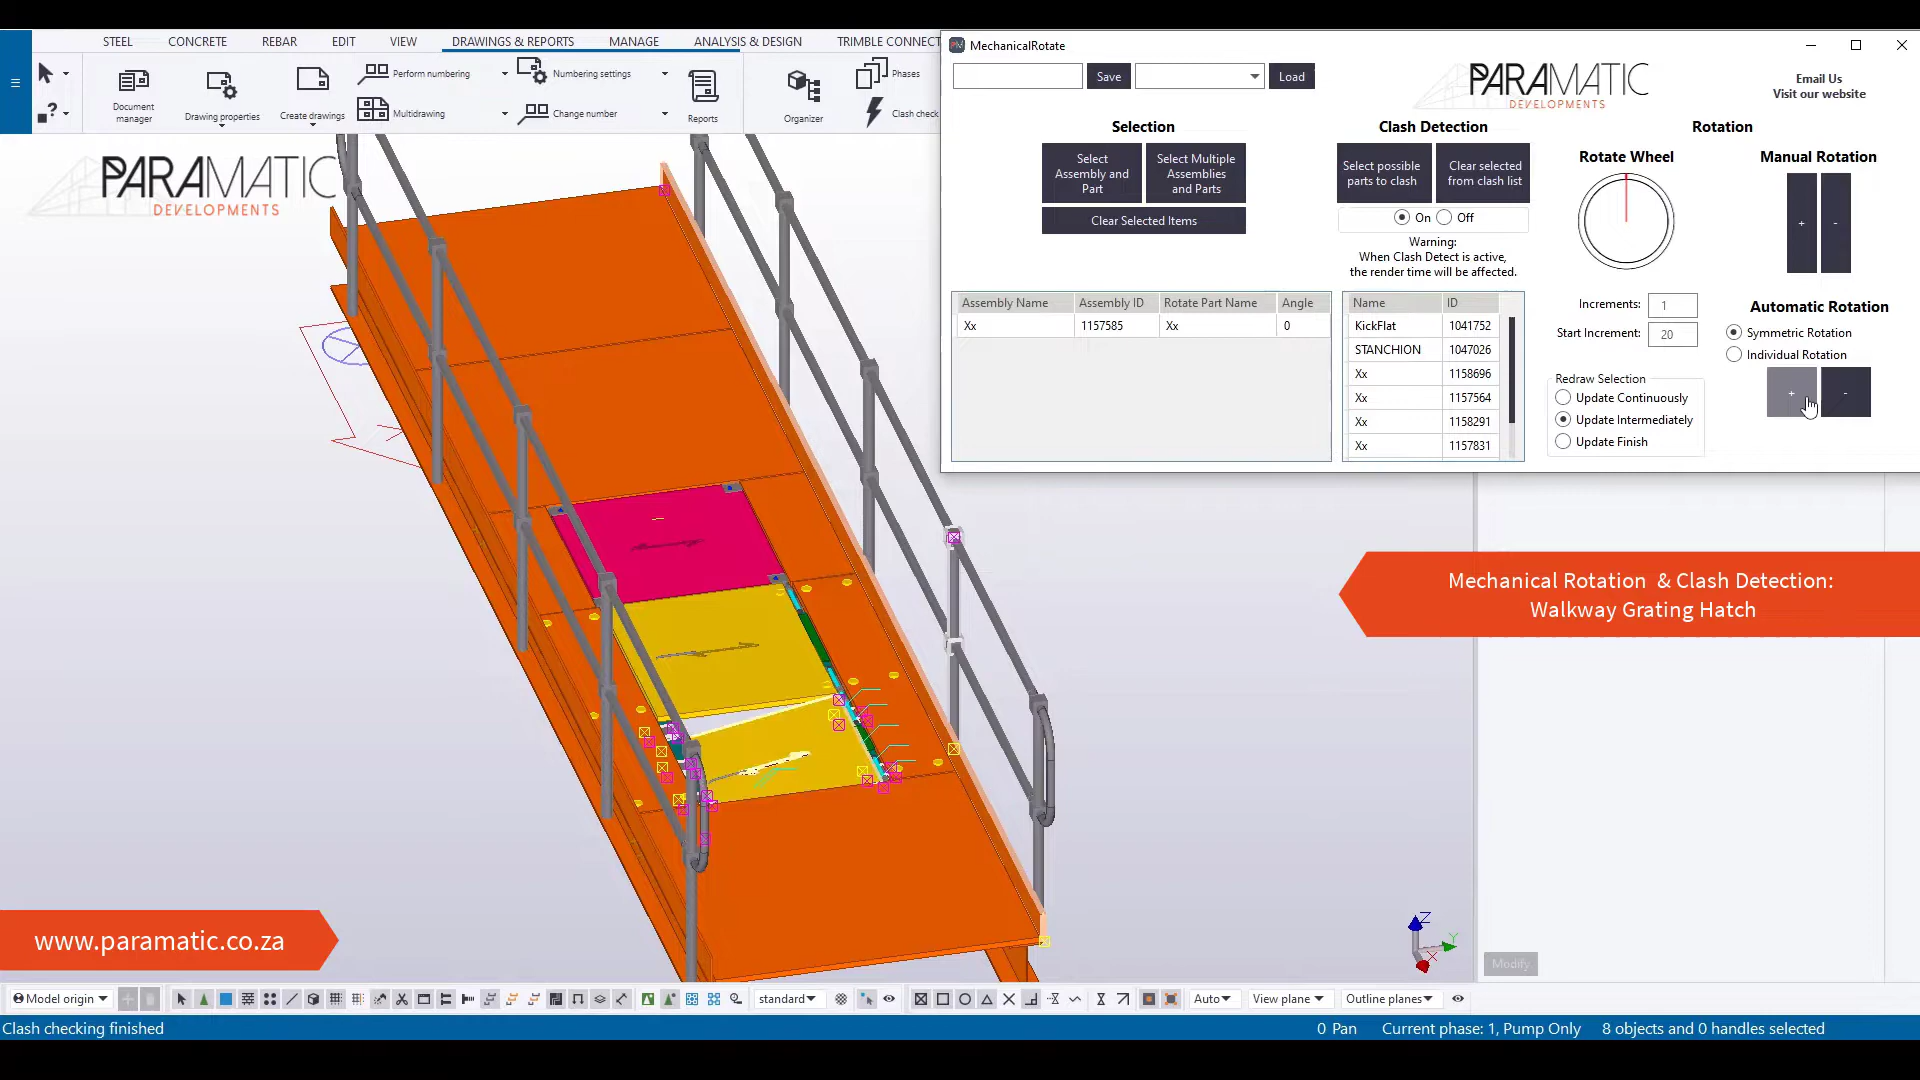 STEEL CONCRETE REBAR EDIT VIEW DRAWINGS & REPORTS MANAGE ANALYSIS & DESIGN TRIMBLE CONNECT
Document
manager
Drawing properties
Create drawings
Perform numbering
Multidrawing
Numbering settings
Change number
Reports
Organizer
Phases
Clash check
PARAMATIC
DEVELOPMENTS
MechanicalRotate
Save
Load
PARAMATIC
DEVELOPMENTS
Email Us
Visit our website
Selection
Select
Assembly and
Part
Select Multiple
Assemblies
and Parts
Clear Selected Items
Clash Detection
Select possible
parts to clash
Clear selected
from clash list
On Off
Warning:
When Clash Detect is active,
the render time will be affected.
Rotation
Rotate Wheel
Manual Rotation
+ -
Increments: 1
Start Increment: 20
Automatic Rotation
Symmetric Rotation
Individual Rotation
+ -
Redraw Selection
Update Continuously
Update Intermediately
Update Finish
Assembly Name Assembly ID Rotate Part Name Angle
Xx 1157585 Xx 0
Name ID
KickFlat 1041752
STANCHION 1047026
Xx 1158696
Xx 1157564
Xx 1158291
Xx 1157831
Mechanical Rotation & Clash Detection:
Walkway Grating Hatch
www.paramatic.co.za
Z
Y
X
Modify
Model origin
standard
Auto
View plane
Outline planes
Clash checking finished
0 Pan
Current phase: 1, Pump Only
8 objects and 0 handles selected